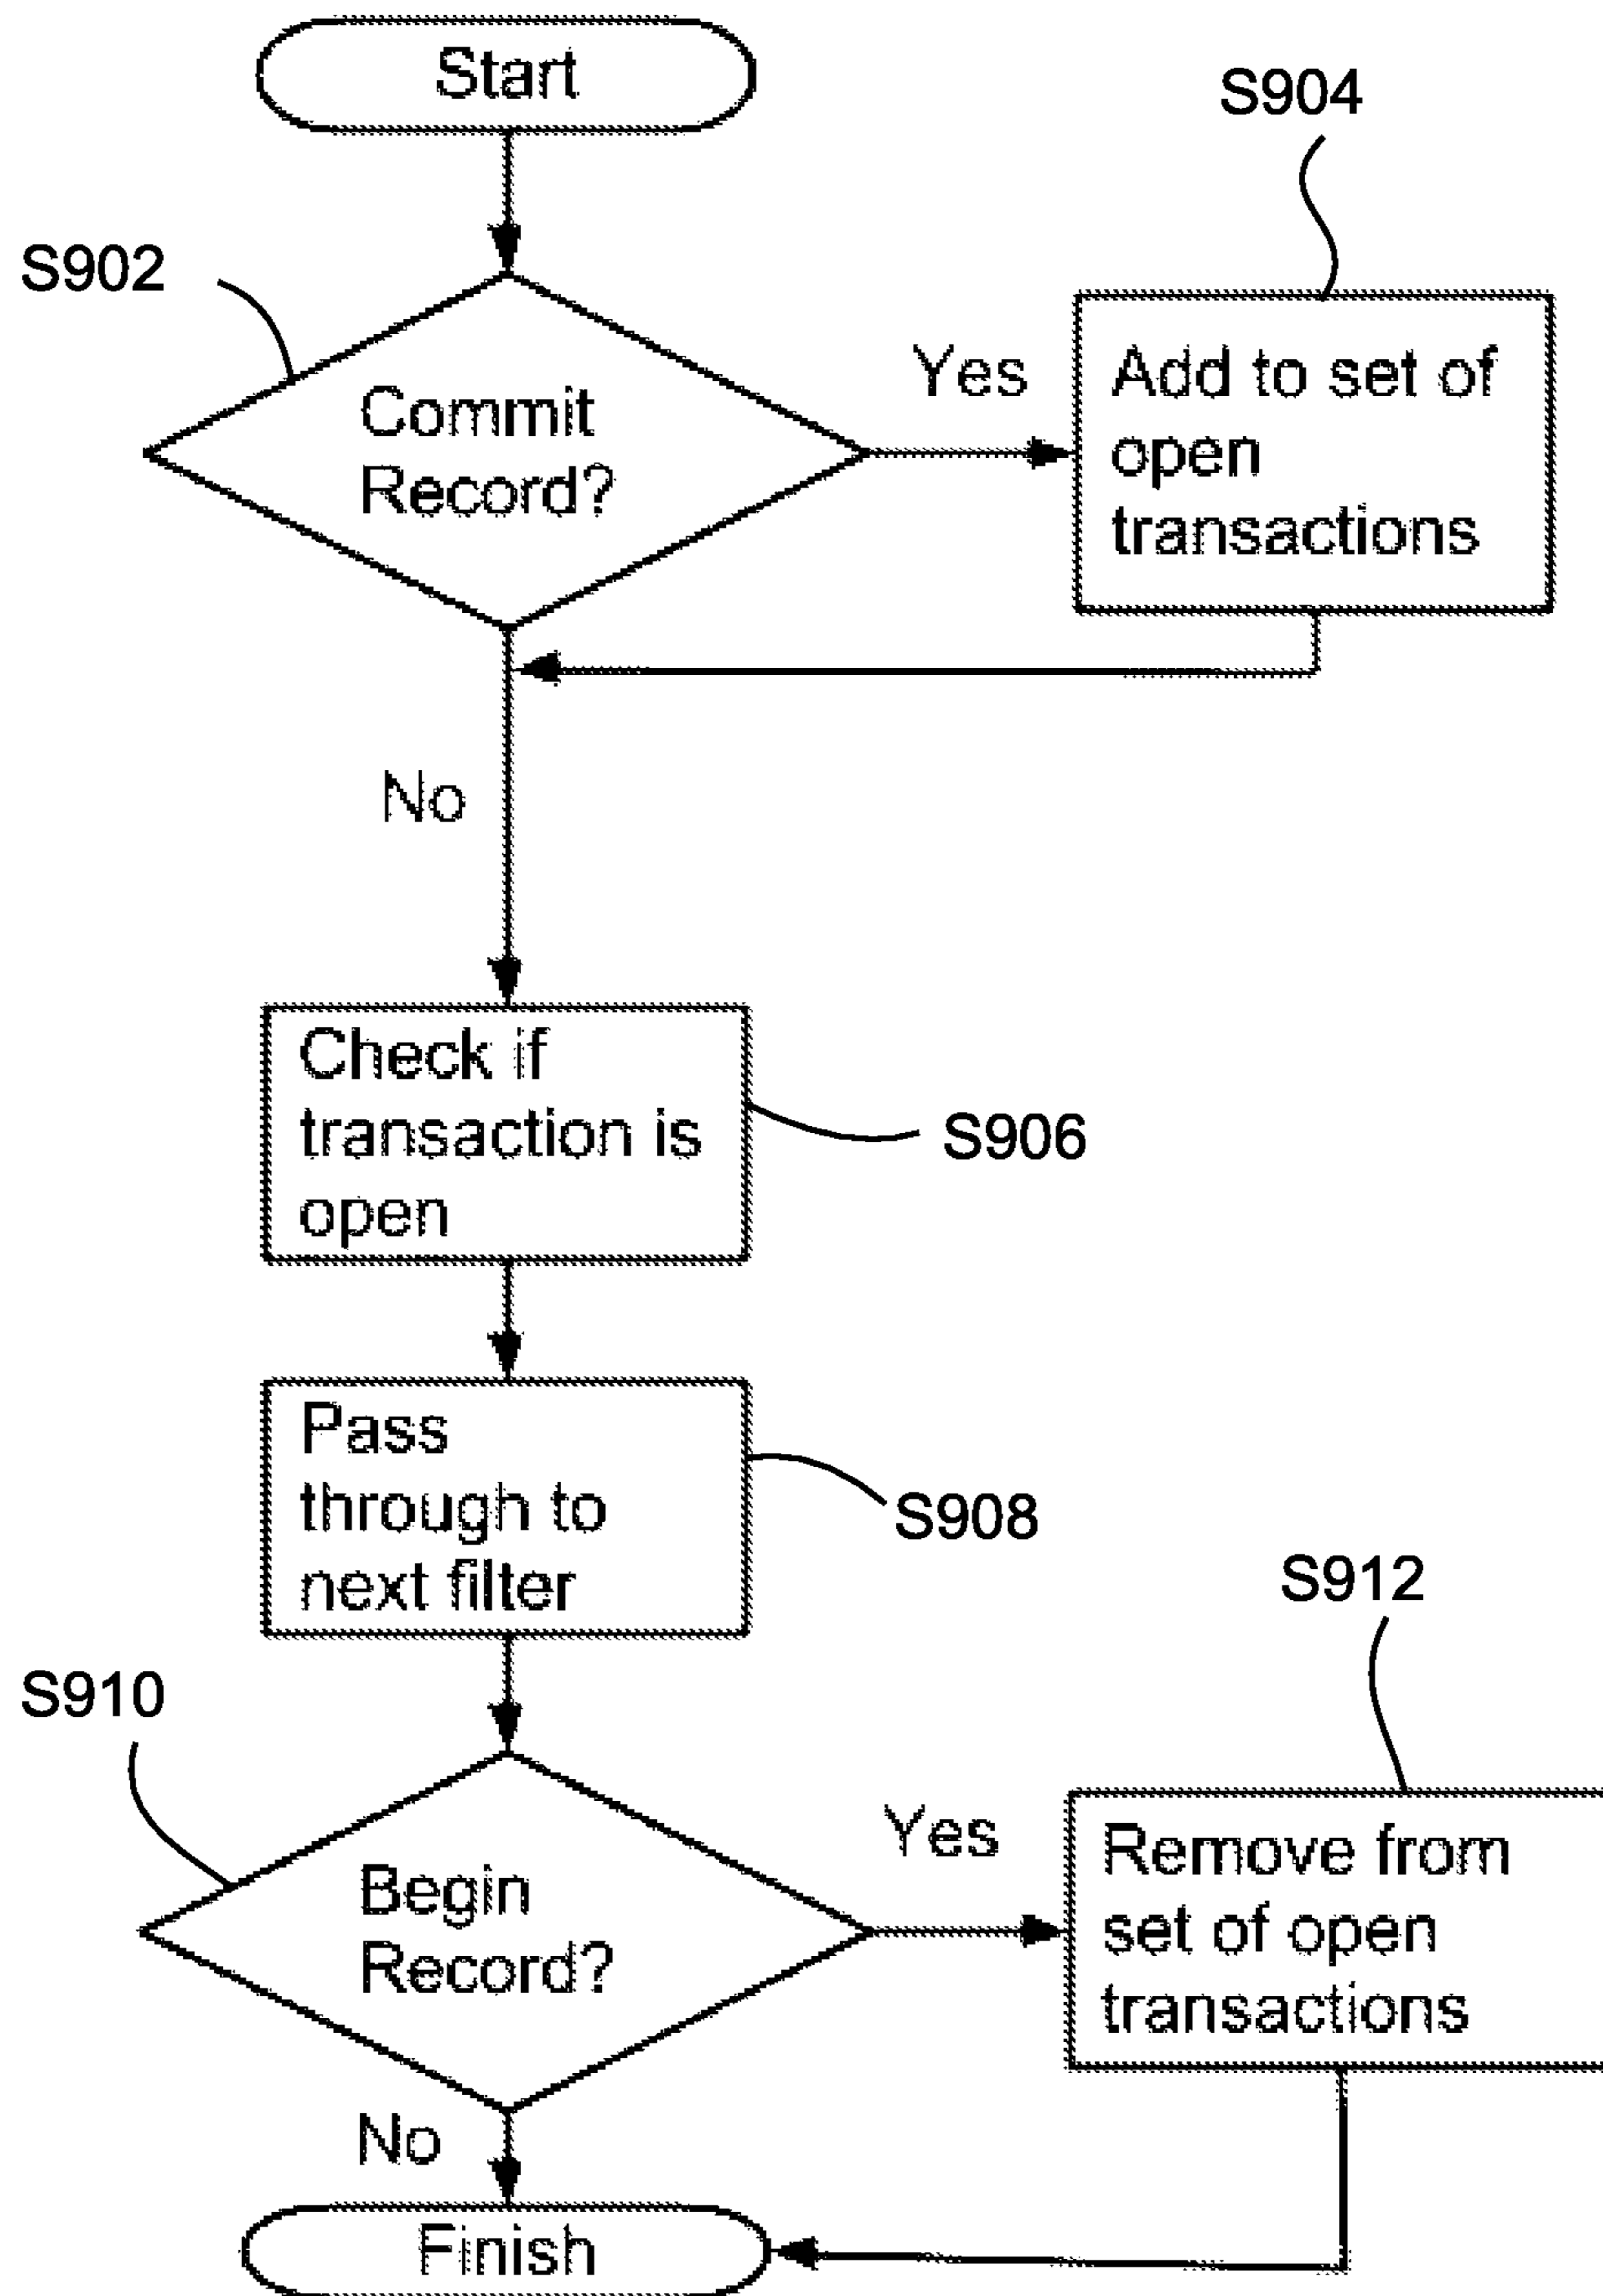 Start
S904
S902
Commit
Record?
Yes
Add to set of
open
transactions
No
Check if
transaction is
open
S906
Pass
through to
next filter
S908
S912
S910
Begin
Record?
Yes
Remove from
set of open
transactions
No
Finish